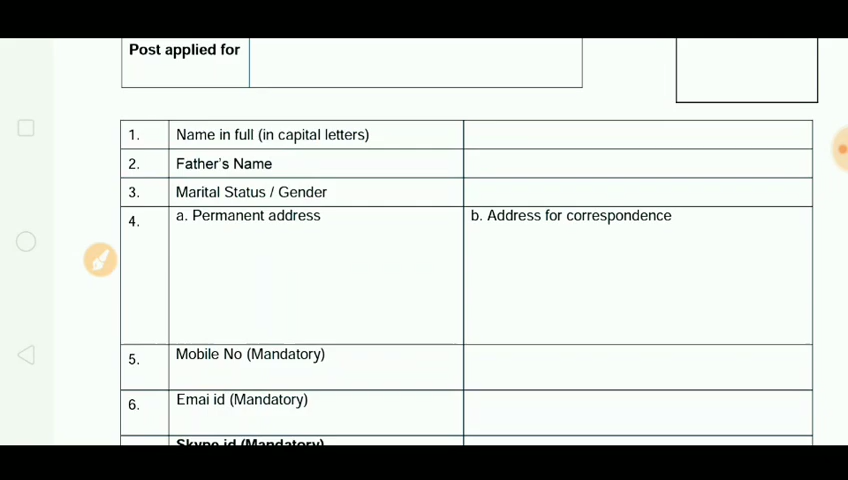 Post applied for
1. Name in full (in capital letters)
2. Father's Name
3. Marital Status / Gender
4. a. Permanent address b. Address for correspondence
5. Mobile No (Mandatory)
6. Emai id (Mandatory)
Skype id (Mandatory)